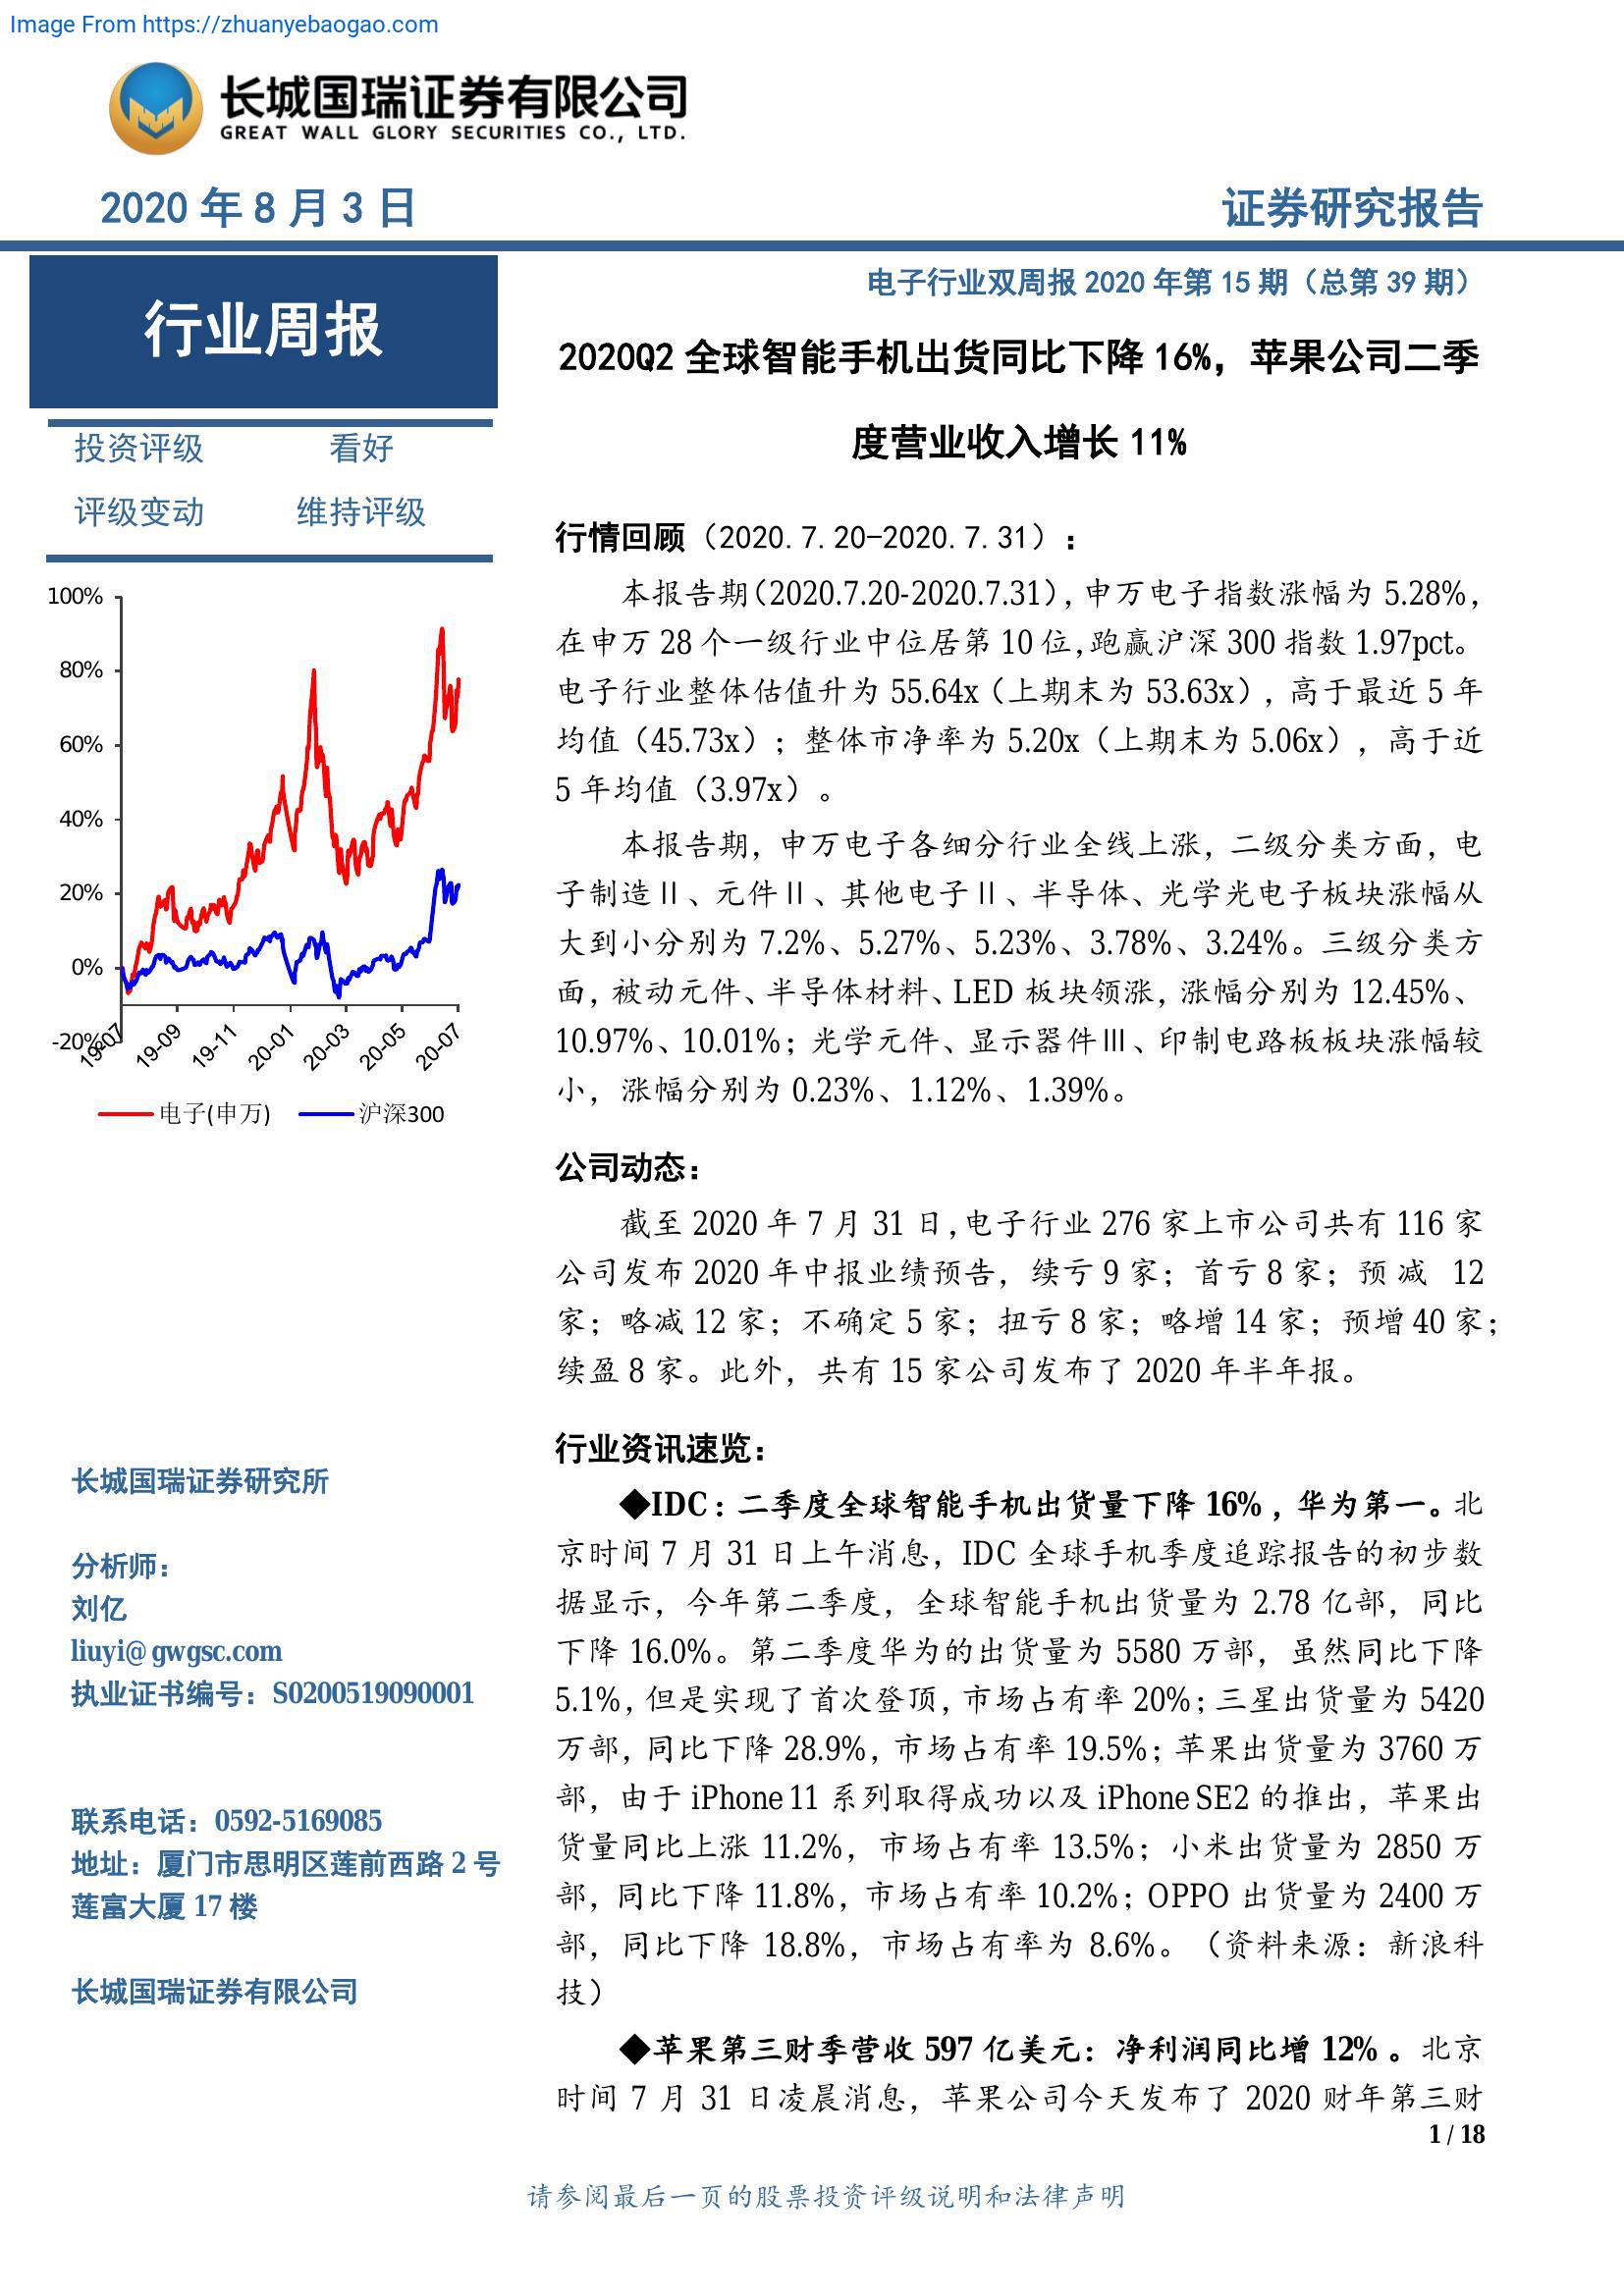 Image From https://zhuanyebaogao.com
长城国瑞证券有限公司
GREAT WALL GLORY SECURITIES CO., LTD.
2020 年 8 月 3 日
证券研究报告
行业周报
投资评级 看好
评级变动 维持评级
100%
80%
60%
40%
20%
0%
-20%
19-07 19-09 19-11 20-01 20-03 20-05 20-07
电子(申万) 沪深300
长城国瑞证券研究所
分析师：
刘亿
liuyi@gwgsc.com
执业证书编号：S0200519090001
联系电话：0592-5169085
地址：厦门市思明区莲前西路 2 号
莲富大厦 17 楼
长城国瑞证券有限公司
电子行业双周报 2020 年第 15 期（总第 39 期）
2020Q2 全球智能手机出货同比下降 16%，苹果公司二季
度营业收入增长 11%
行情回顾（2020.7.20-2020.7.31）：
本报告期（2020.7.20-2020.7.31），申万电子指数涨幅为 5.28%，
在申万 28 个一级行业中位居第 10 位，跑赢沪深 300 指数 1.97pct。
电子行业整体估值升为 55.64x（上期末为 53.63x），高于最近 5 年
均值（45.73x）；整体市净率为 5.20x（上期末为 5.06x），高于近
5 年均值（3.97x）。
本报告期，申万电子各细分行业全线上涨，二级分类方面，电
子制造Ⅱ、元件Ⅱ、其他电子Ⅱ、半导体、光学光电子板块涨幅从
大到小分别为 7.2%、5.27%、5.23%、3.78%、3.24%。三级分类方
面，被动元件、半导体材料、LED 板块领涨，涨幅分别为 12.45%、
10.97%、10.01%；光学元件、显示器件Ⅲ、印制电路板板块涨幅较
小，涨幅分别为 0.23%、1.12%、1.39%。
公司动态：
截至 2020 年 7 月 31 日，电子行业 276 家上市公司共有 116 家
公司发布 2020 年中报业绩预告，续亏 9 家；首亏 8 家；预减 12
家；略减 12 家；不确定 5 家；扭亏 8 家；略增 14 家；预增 40 家；
续盈 8 家。此外，共有 15 家公司发布了 2020 年半年报。
行业资讯速览：
◆IDC：二季度全球智能手机出货量下降 16%，华为第一。北
京时间 7 月 31 日上午消息，IDC 全球手机季度追踪报告的初步数
据显示，今年第二季度，全球智能手机出货量为 2.78 亿部，同比
下降 16.0%。第二季度华为的出货量为 5580 万部，虽然同比下降
5.1%，但是实现了首次登顶，市场占有率 20%；三星出货量为 5420
万部，同比下降 28.9%，市场占有率 19.5%；苹果出货量为 3760 万
部，由于 iPhone 11 系列取得成功以及 iPhone SE2 的推出，苹果出
货量同比上涨 11.2%，市场占有率 13.5%；小米出货量为 2850 万
部，同比下降 11.8%，市场占有率 10.2%；OPPO 出货量为 2400 万
部，同比下降 18.8%，市场占有率为 8.6%。（资料来源：新浪科
技）
◆苹果第三财季营收 597 亿美元：净利润同比增 12%。北京
时间 7 月 31 日凌晨消息，苹果公司今天发布了 2020 财年第三财
1 / 18
请参阅最后一页的股票投资评级说明和法律声明